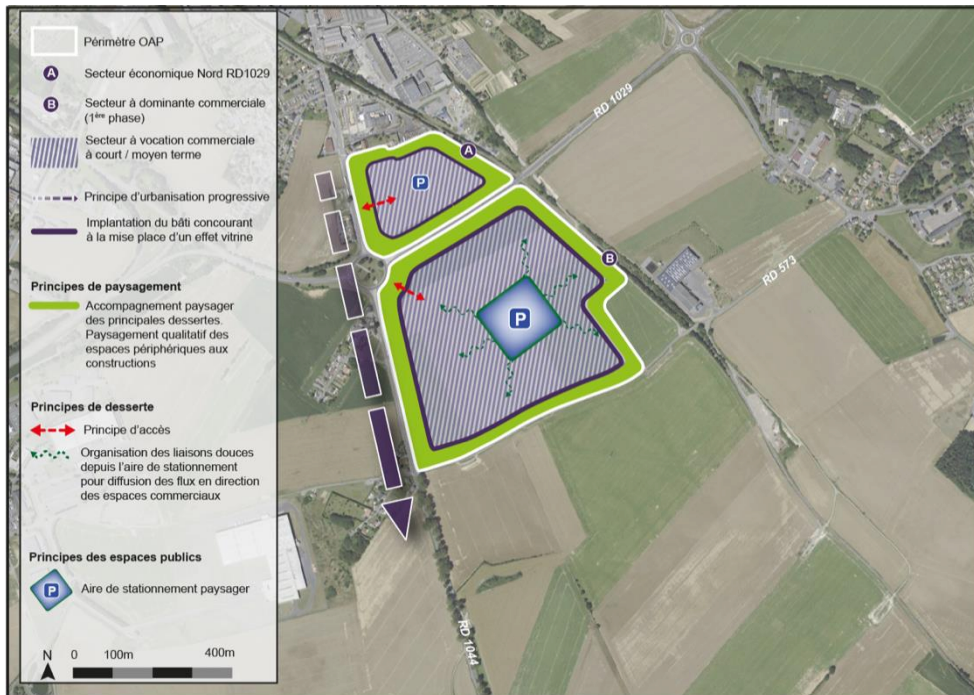 Périmètre OAP
A
Secteur économique Nord RD1029
B
Secteur à dominante commerciale
(1ère phase)
Secteur à vocation commerciale
à court / moyen terme
Principe d'urbanisation progressive
Implantation du bâti concourant
à la mise place d'un effet vitrine
Principes de paysagement
Accompagnement paysager
des principales dessertes.
Paysagement qualitatif des
espaces périphériques aux
constructions
Principes de desserte
Principe d'accès
Organisation des liaisons douces
depuis l'aire de stationnement
pour diffusion des flux en direction
des espaces commerciaux
Principes des espaces publics
P
Aire de stationnement paysager
N
0 100m 400m
A
P
RD 1029
B
P
RD 573
RD 1044